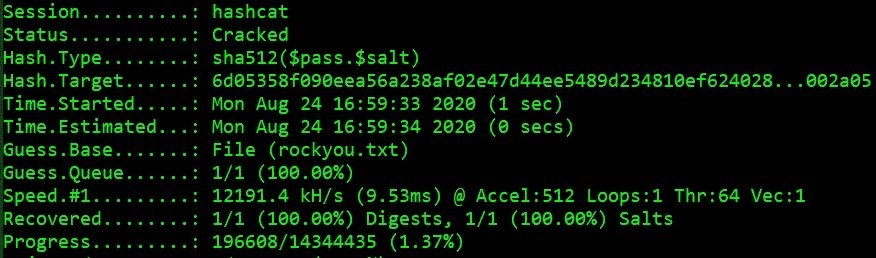 Session..........: hashcat
Status...........: Cracked
Hash.Type........: sha512($pass.$salt)
Hash.Target......: 6d05358f090eea56a238af02e47d44ee5489d234810ef624028...002a05
Time.Started.....: Mon Aug 24 16:59:33 2020 (1 sec)
Time.Estimated...: Mon Aug 24 16:59:34 2020 (0 secs)
Guess.Base.......: File (rockyou.txt)
Guess.Queue......: 1/1 (100.00%)
Speed.#1.........: 12191.4 kH/s (9.53ms) @ Accel:512 Loops:1 Thr:64 Vec:1
Recovered........: 1/1 (100.00%) Digests, 1/1 (100.00%) Salts
Progress.........: 196608/14344435 (1.37%)